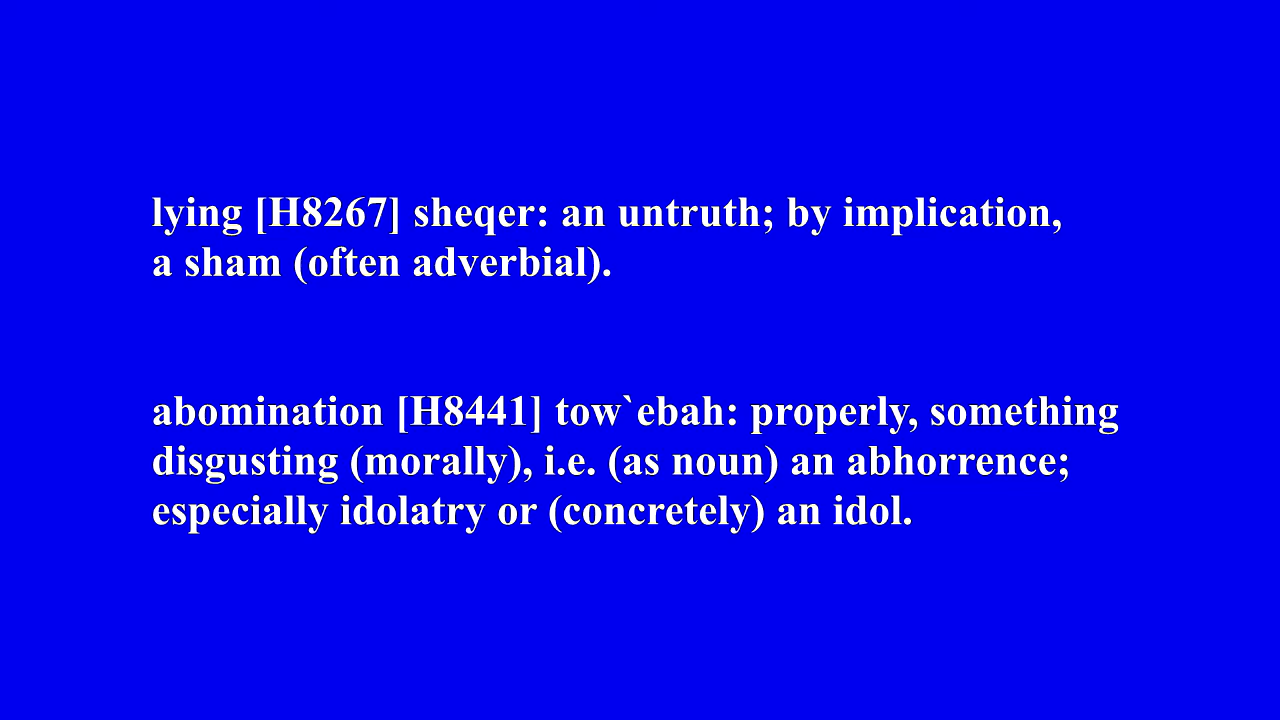 lying [H8267] sheqer: an untruth; by implication,
a sham (often adverbial).
abomination [H8441] tow`ebah: properly, something
disgusting (morally), i.e. (as noun) an abhorrence;
especially idolatry or (concretely) an idol.